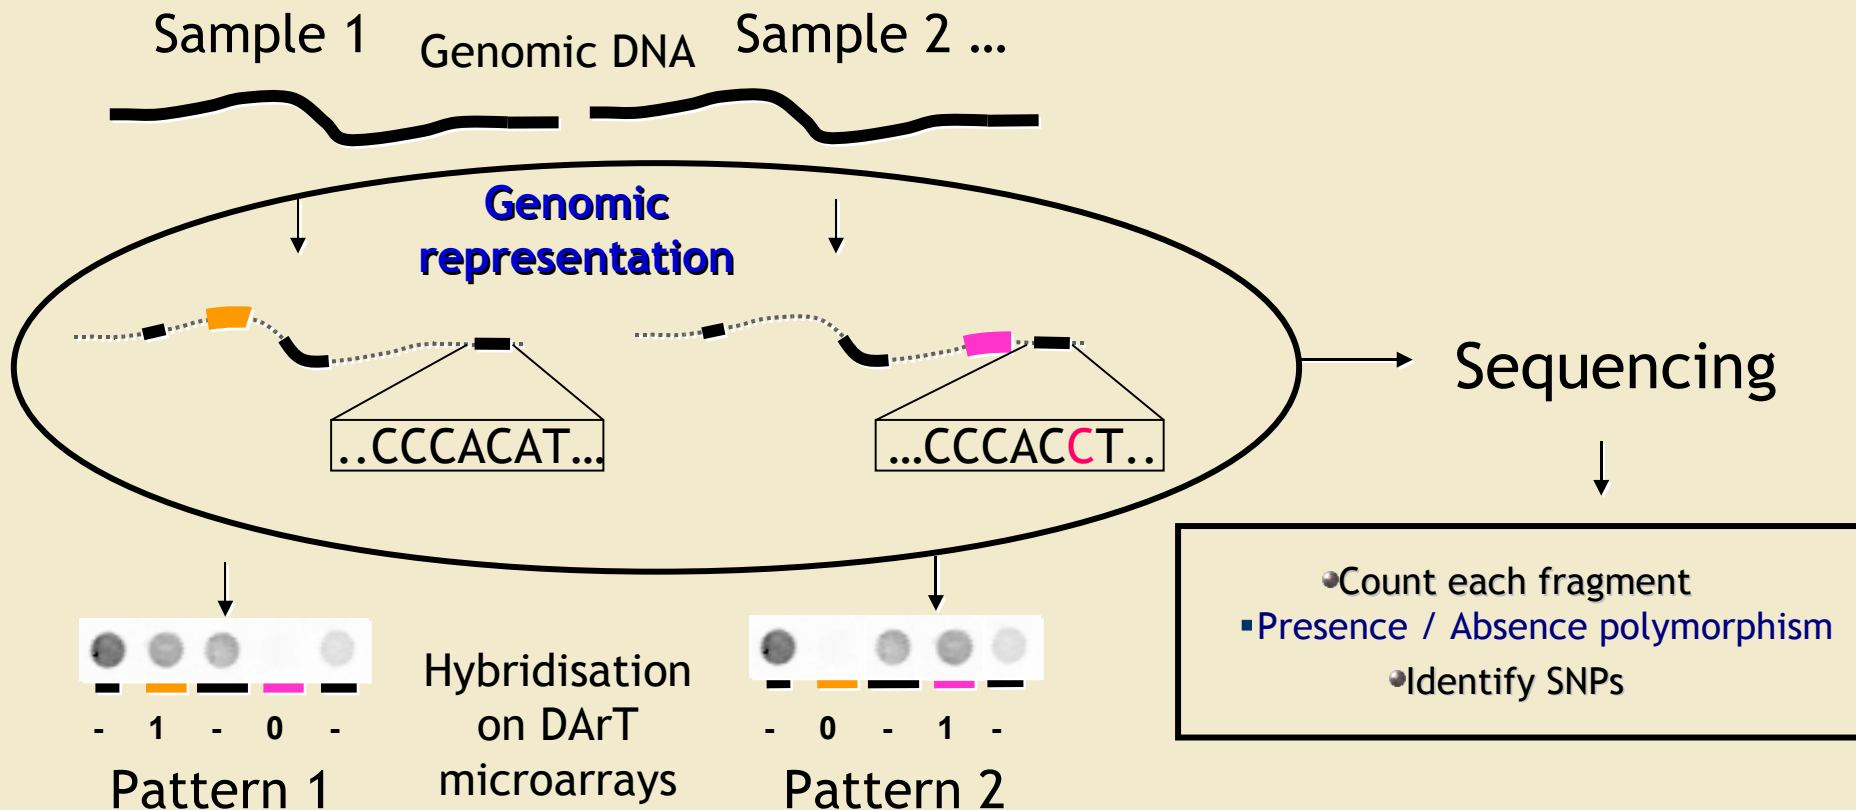 Sample 1
Genomic DNA
Sample 2 ...
Genomic
representation
..CCCACAT...
...CCCACCT..
Sequencing
Count each fragment
Presence / Absence polymorphism
Identify SNPs
Hybridisation
on DArT
microarrays
- 1 - 0 -
- 0 - 1 -
Pattern 1
Pattern 2